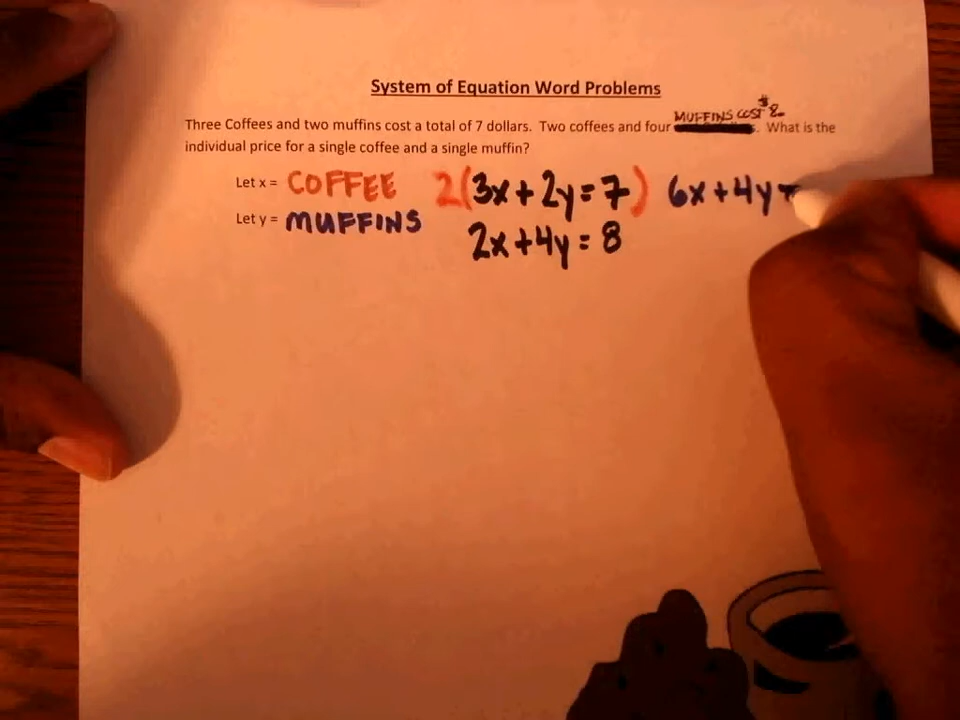 System of Equation Word Problems
MUFFINS COST $8
Three Coffees and two muffins cost a total of 7 dollars. Two coffees and four . What is the
individual price for a single coffee and a single muffin?
Let x = COFFEE 2(3x + 2y = 7) 6x + 4y =
Let y = MUFFINS 2x + 4y = 8